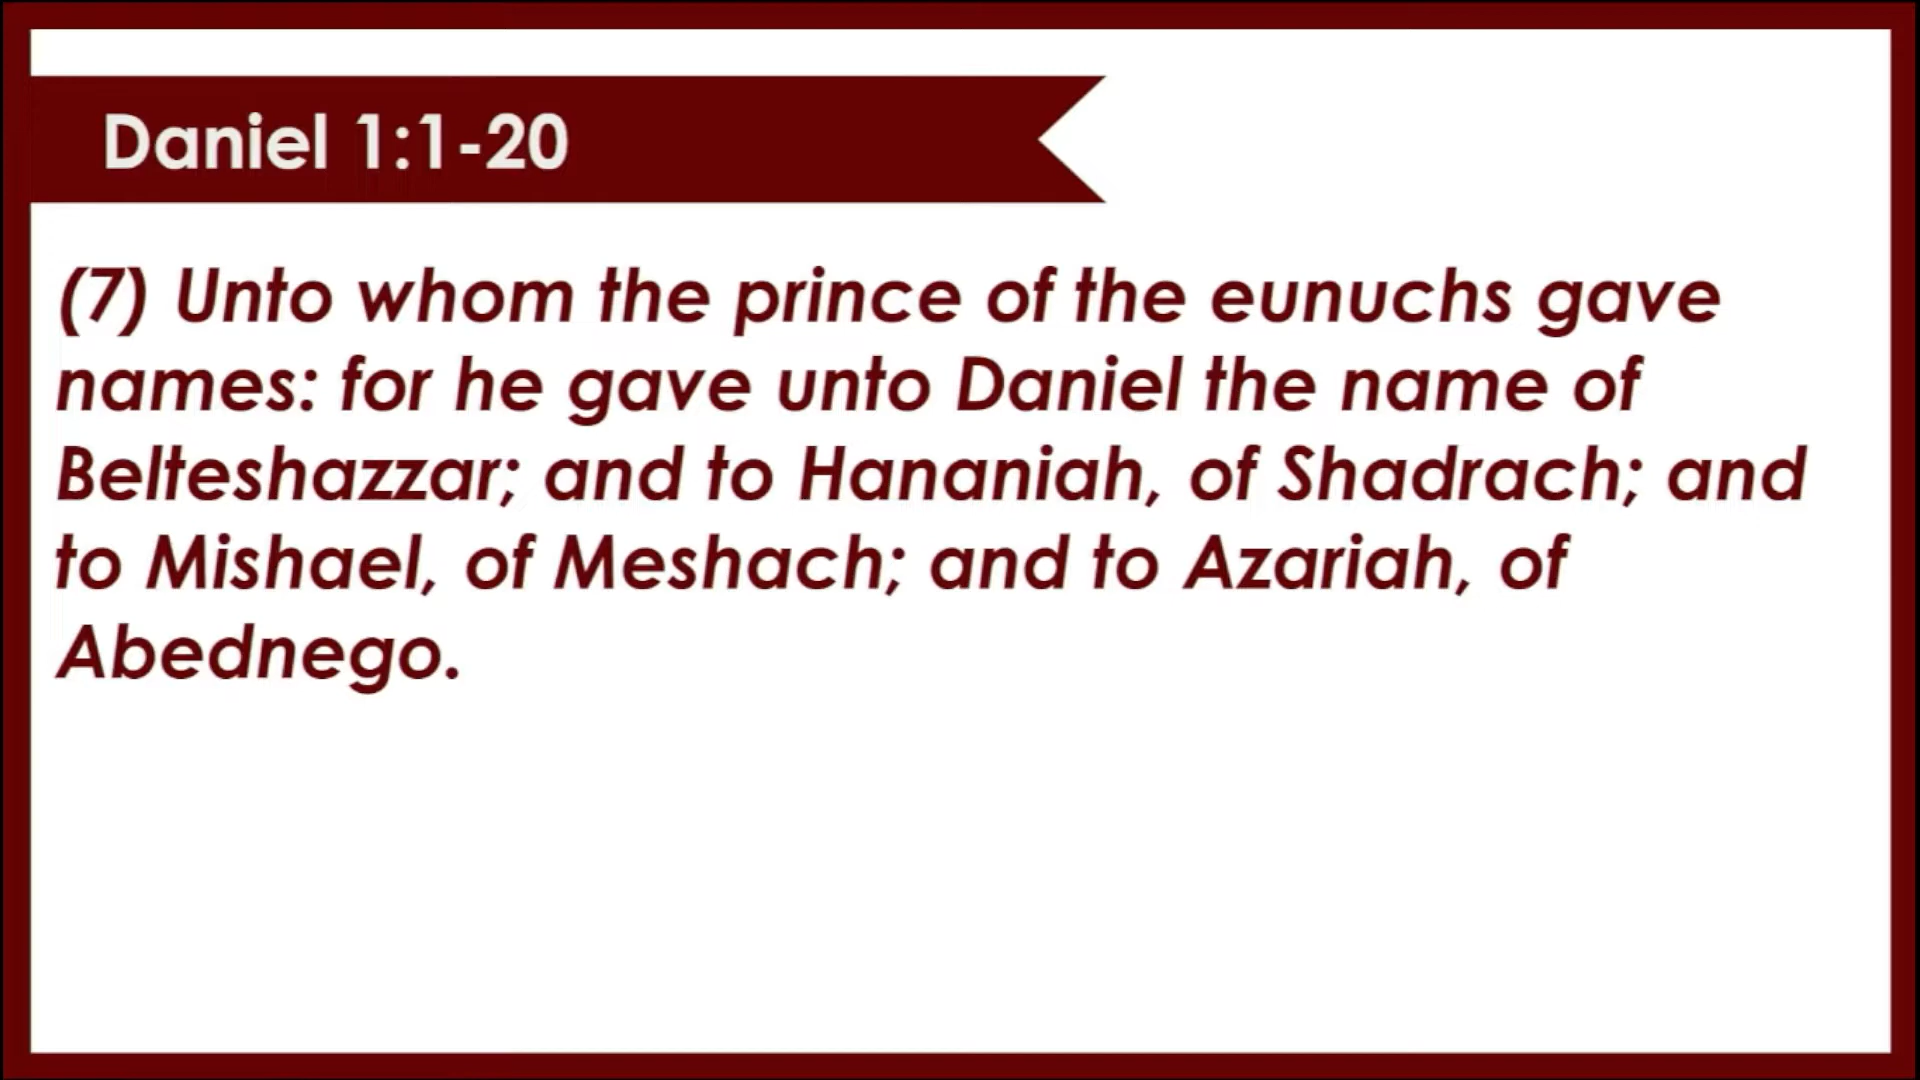 Daniel 1:1-20
(7) Unto whom the prince of the eunuchs gave
names: for he gave unto Daniel the name of
Belteshazzar; and to Hananiah, of Shadrach; and
to Mishael, of Meshach; and to Azariah, of
Abednego.